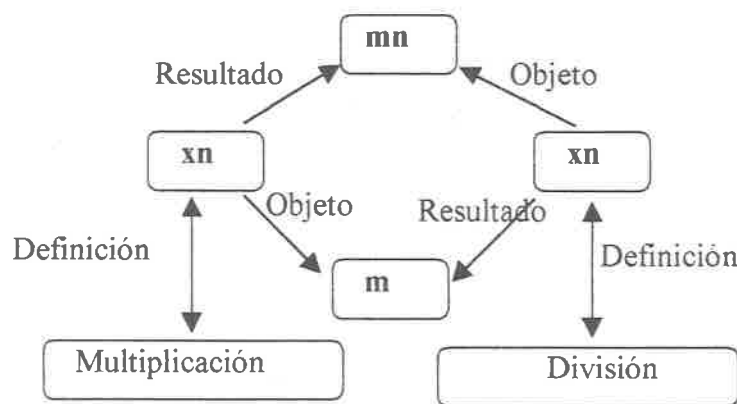 mn
Resultado
Objeto
xn
xn
Objeto
Resultado
Definición
Definición
m
Multiplicación
División